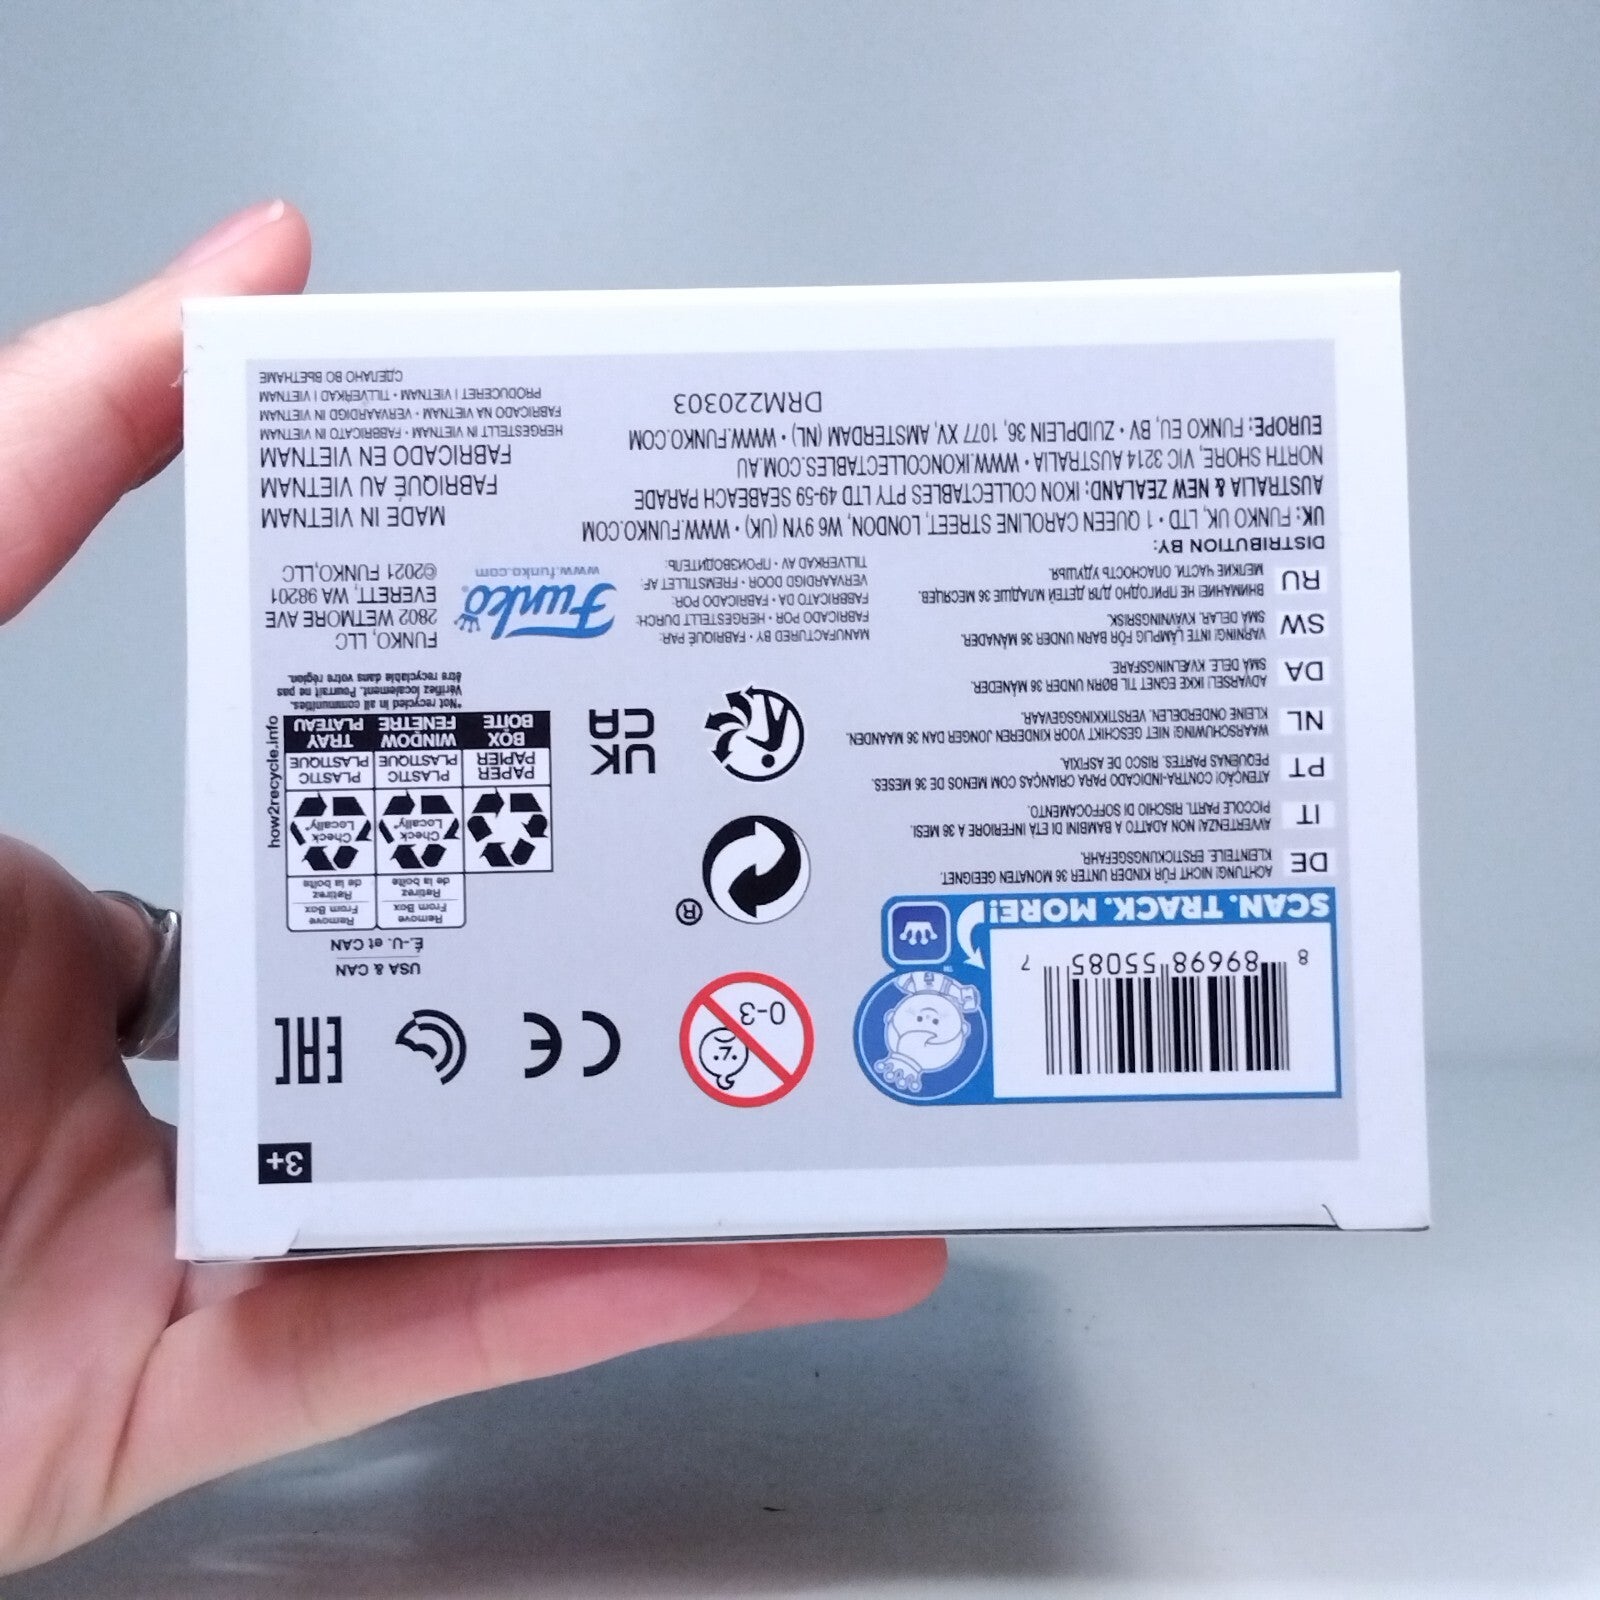 3+
8 89698 55085 7
SCAN. TRACK. MORE!
™
0-3
CE
EAC
USA & CAN
É.-U. et CAN
Remove
From Box
Retirez
de la boîte
Remove
From Box
Retirez
de la boîte
Check
Locally*
Check
Locally*
PAPER
PAPIER
BOX
BOÎTE
PLASTIC
PLASTIQUE
WINDOW
FENÊTRE
PLASTIC
PLASTIQUE
TRAY
PLATEAU
how2recycle.info
*Not recycled in all communities.
Vérifiez localement. Pourrait ne pas
être recyclable dans votre région.
®
UK
CA
DE ACHTUNG! NICHT FÜR KINDER UNTER 36 MONATEN GEEIGNET.
KLEINTEILE. ERSTICKUNGSGEFAHR.
IT AVVERTENZA! NON ADATTO A BAMBINI DI ETÀ INFERIORE A 36 MESI.
PICCOLE PARTI. RISCHIO DI SOFFOCAMENTO.
PT ATENÇÃO! CONTRA-INDICADO PARA CRIANÇAS COM MENOS DE 36 MESES.
PEQUENAS PARTES. RISCO DE ASFIXIA.
NL WAARSCHUWING! NIET GESCHIKT VOOR KINDEREN JONGER DAN 36 MAANDEN.
KLEINE ONDERDELEN. VERSTIKKINGSGEVAAR.
DA ADVARSEL! IKKE EGNET TIL BØRN UNDER 36 MÅNEDER.
SMÅ DELE. KVÆLNINGSFARE.
SW VARNING! INTE LÄMPLIG FÖR BARN UNDER 36 MÅNADER.
SMÅ DELAR. KVÄVNINGSRISK.
RU ВНИМАНИЕ! НЕ ПРИГОДНО ДЛЯ ДЕТЕЙ МЛАДШЕ 36 МЕСЯЦЕВ.
МЕЛКИЕ ЧАСТИ. ОПАСНОСТЬ УДУШЬЯ.
MANUFACTURED BY • FABRIQUÉ PAR:
FABRICADO POR • HERGESTELLT DURCH:
FABBRICATO DA • FABRICADO POR:
VERVAARDIGD DOOR • FREMSTILLET AF:
TILLVERKAD AV • ПРОИЗВОДИТЕЛЬ:
Funko®
www.funko.com
FUNKO, LLC
2802 WETMORE AVE
EVERETT, WA 98201
©2021 FUNKO,LLC
DISTRIBUTION BY:
UK: FUNKO UK, LTD • 1 QUEEN CAROLINE STREET, LONDON, W6 9YN (UK) • WWW.FUNKO.COM
AUSTRALIA & NEW ZEALAND: IKON COLLECTABLES PTY LTD 49-59 SEABEACH PARADE
NORTH SHORE, VIC 3214 AUSTRALIA • WWW.IKONCOLLECTABLES.COM.AU
EUROPE: FUNKO EU, BV • ZUIDPLEIN 36, 1077 XV, AMSTERDAM (NL) • WWW.FUNKO.COM
DRM220303
MADE IN VIETNAM
FABRIQUÉ AU VIETNAM
FABRICADO EN VIETNAM
HERGESTELLT IN VIETNAM • FABBRICATO IN VIETNAM
FABRICADO NA VIETNAM • VERVAARDIGD IN VIETNAM
PRODUCERET I VIETNAM • TILLVERKAD I VIETNAM
СДЕЛАНО ВО ВЬЕТНАМЕ